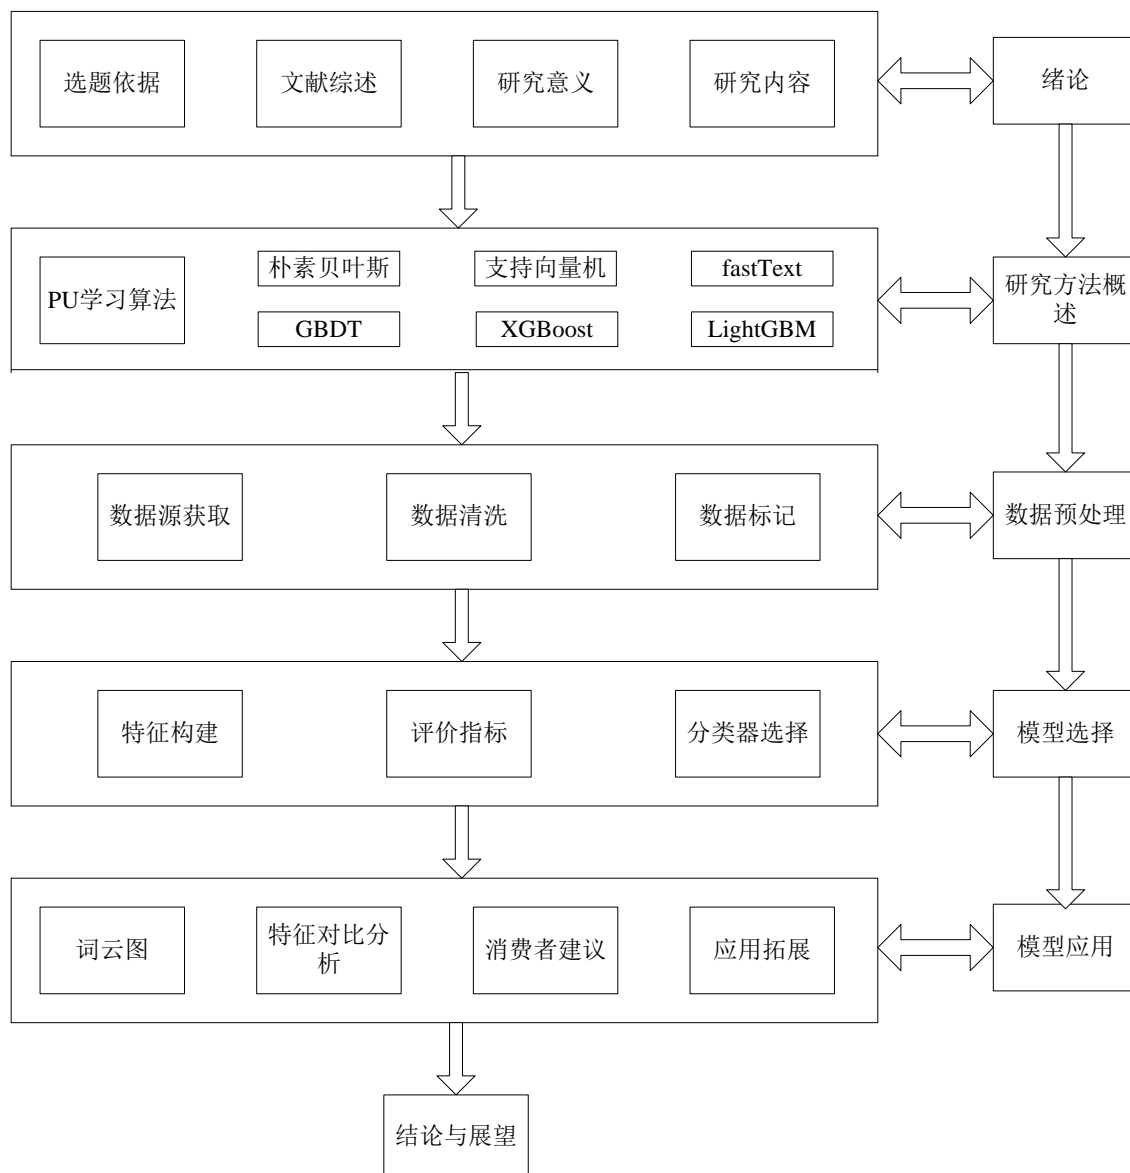 选题依据
文献综述
研究意义
研究内容
绪论
PU学习算法
朴素贝叶斯
支持向量机
fastText
GBDT
XGBoost
LightGBM
研究方法概
述
数据源获取
数据清洗
数据标记
数据预处理
特征构建
评价指标
分类器选择
模型选择
词云图
特征对比分
析
消费者建议
应用拓展
模型应用
结论与展望